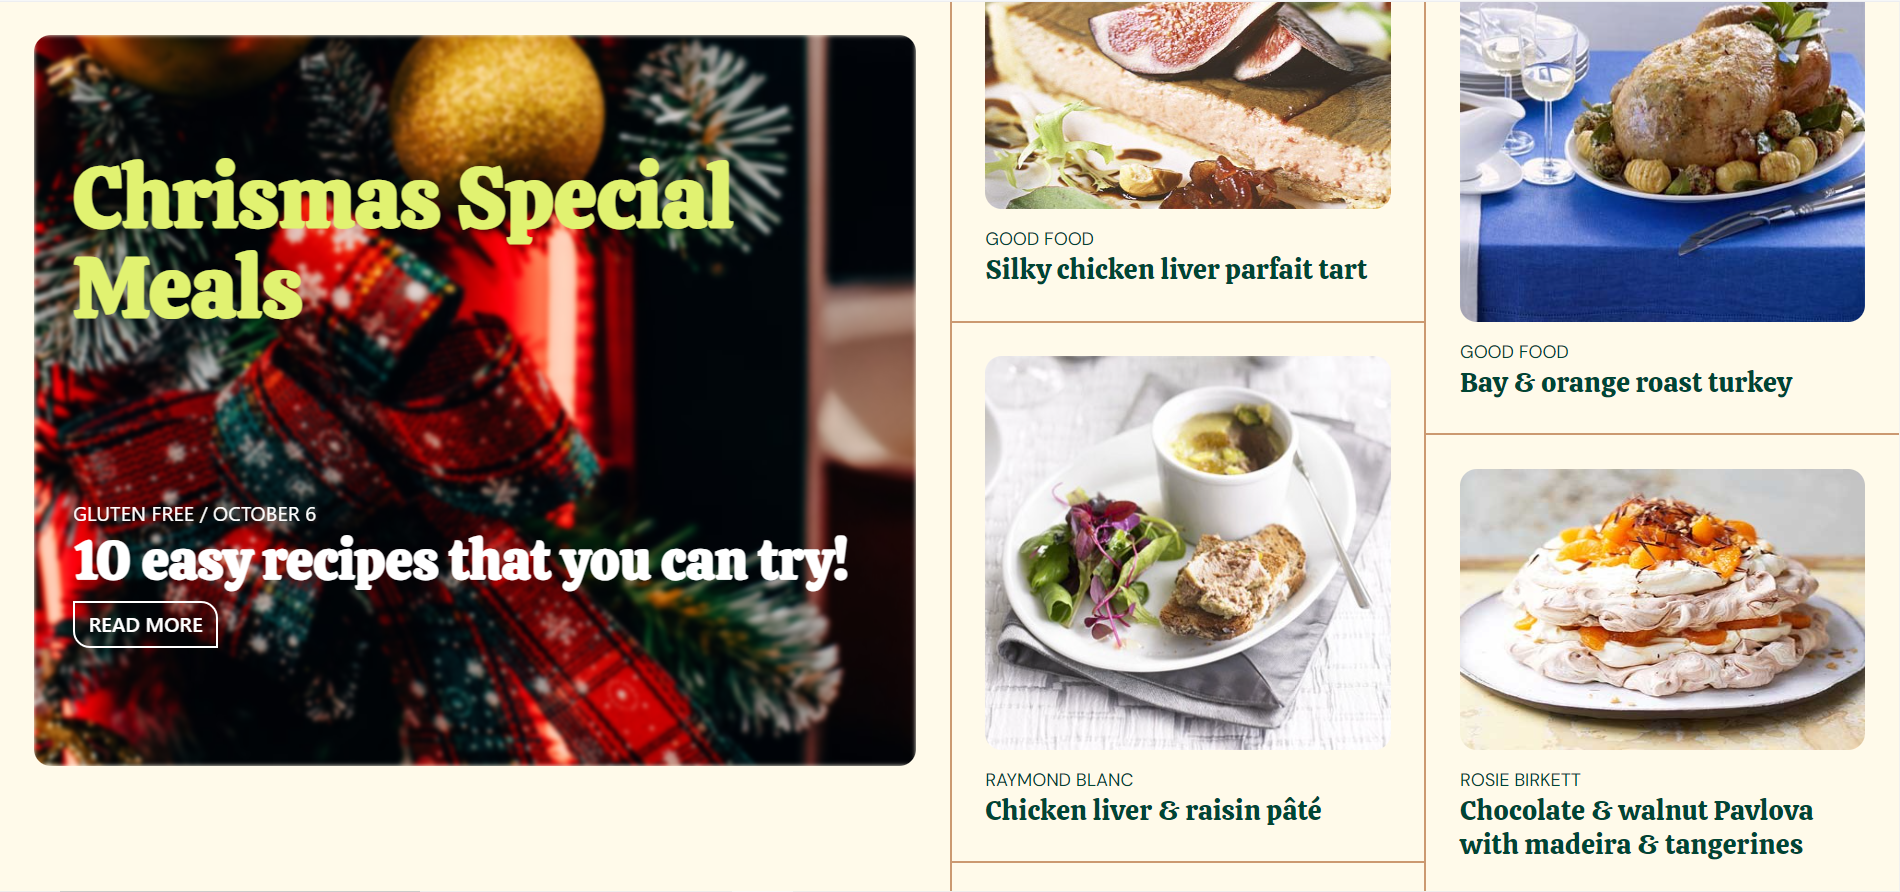 Chrismas Special
Meals
GLUTEN FREE / OCTOBER 6
10 easy recipes that you can try!
READ MORE
GOOD FOOD
Silky chicken liver parfait tart
RAYMOND BLANC
Chicken liver & raisin pâté
GOOD FOOD
Bay & orange roast turkey
ROSIE BIRKETT
Chocolate & walnut Pavlova
with madeira & tangerines